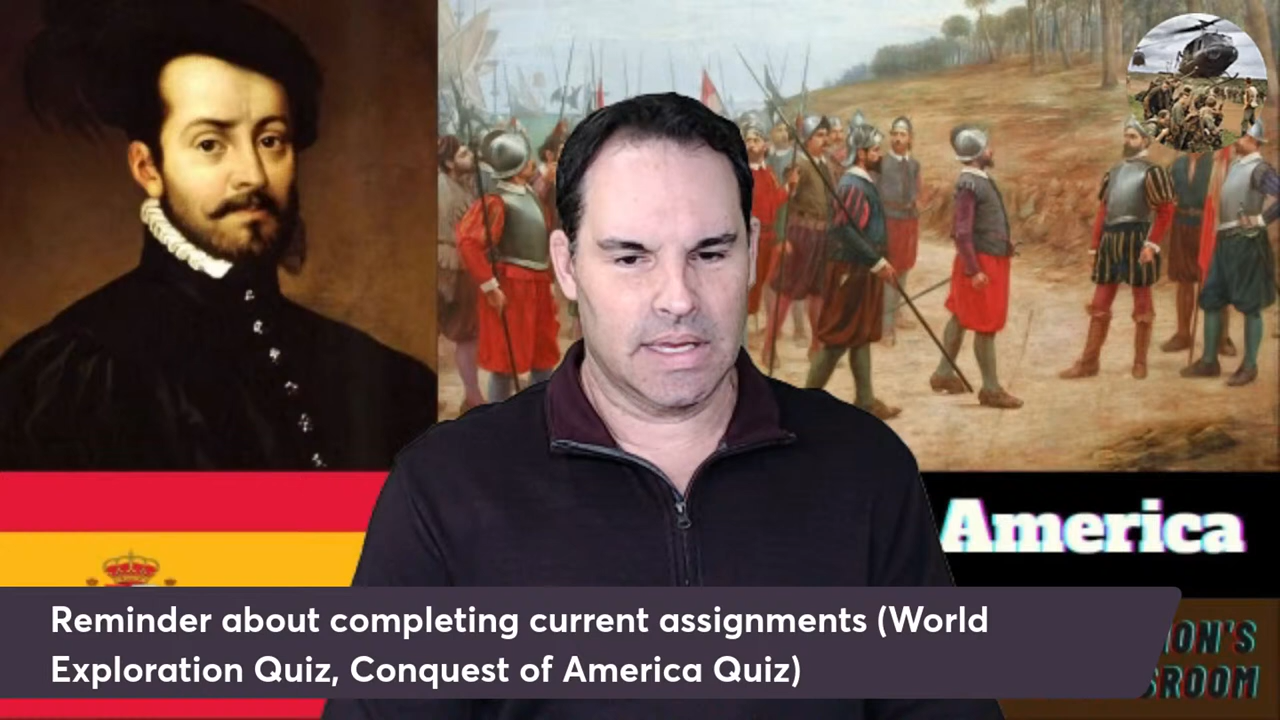 America
Reminder about completing current assignments (World
Exploration Quiz, Conquest of America Quiz)